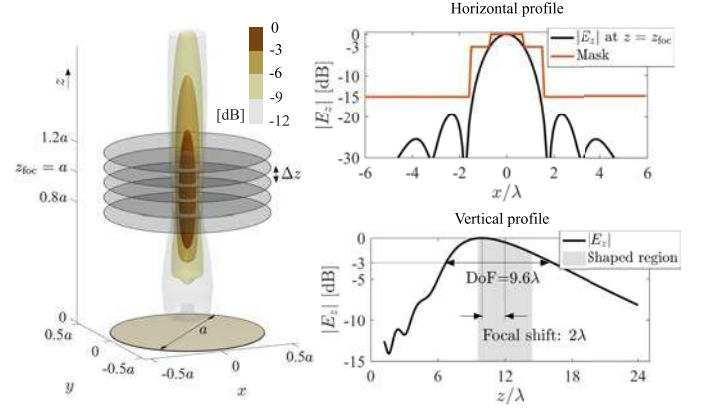 0
-3
-6
-9
-12
[dB]
z
1.2a
z_foc = a
0.8a
Δz
0
0.5a
0
-0.5a
a
-0.5a
0
0.5a
y
x
Horizontal profile
|E_z| at z = z_foc
Mask
0
-3
-10
-15
-20
-30
|E_z| [dB]
-6 -4 -2 0 2 4 6
x/λ
Vertical profile
|E_z|
Shaped region
0
-3
-5
-10
-15
|E_z| [dB]
DoF=9.6λ
Focal shift: 2λ
0 6 12 18 24
z/λ